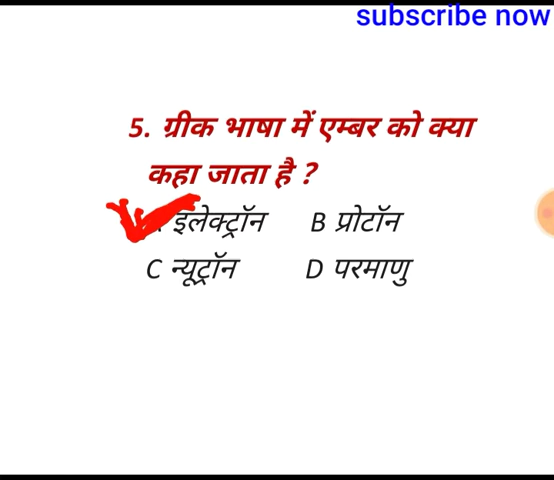 subscribe now
5. ग्रीक भाषा में एम्बर को क्या
कहा जाता है ?
इलेक्ट्रॉन B प्रोटॉन
C न्यूट्रॉन D परमाणु